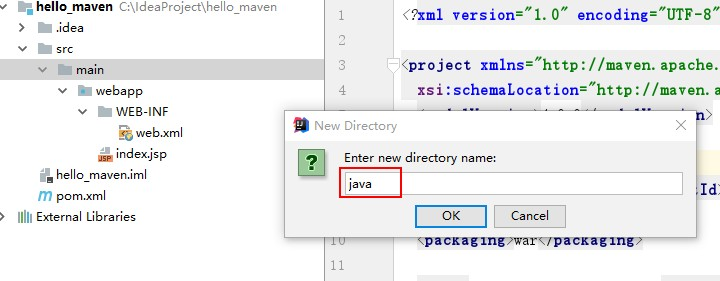 hello_maven C:\IdeaProject\hello_maven
.idea
src
main
webapp
WEB-INF
web.xml
JSP index.jsp
hello_maven.iml
m pom.xml
External Libraries
1 <?xml version="1.0" encoding="UTF-8"
2
3 <project xmlns="http://maven.apache.
4 xsi:schemaLocation="http://maven.a
New Directory
? Enter new directory name:
java
OK Cancel
tId
10 <packaging>war</packaging>
11